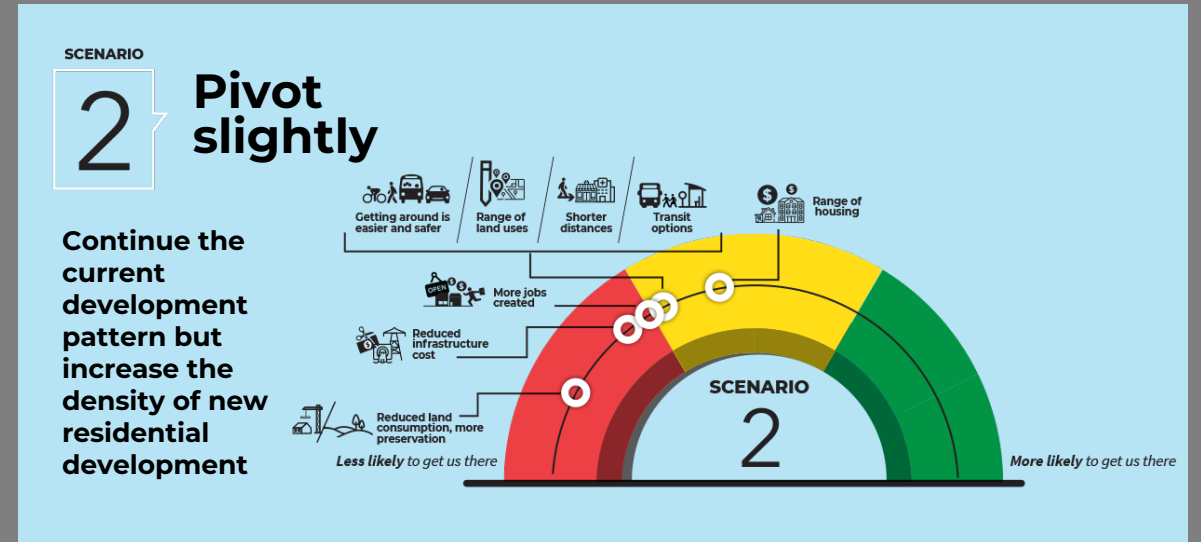 SCENARIO
2
Pivot
slightly
Continue the
current
development
pattern but
increase the
density of new
residential
development
Getting around is
easier and safer
Range of
land uses
Shorter
distances
Transit
options
$ $
Range of
housing
OPEN $ $
More jobs
created
$
Reduced
infrastructure
cost
Reduced land
consumption, more
preservation
Less likely to get us there
SCENARIO
2
More likely to get us there